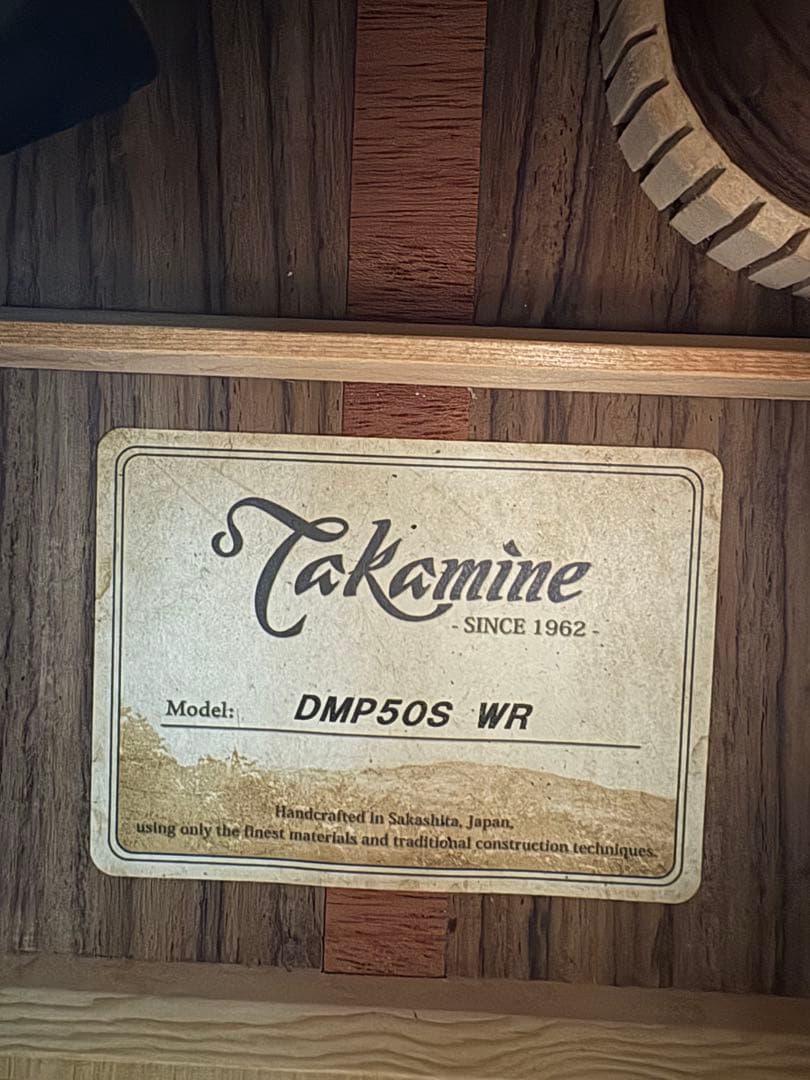 Takamine
- SINCE 1962 -
Model: DMP50S WR
Handcrafted in Sakashita, Japan,
using only the finest materials and traditional construction techniques.